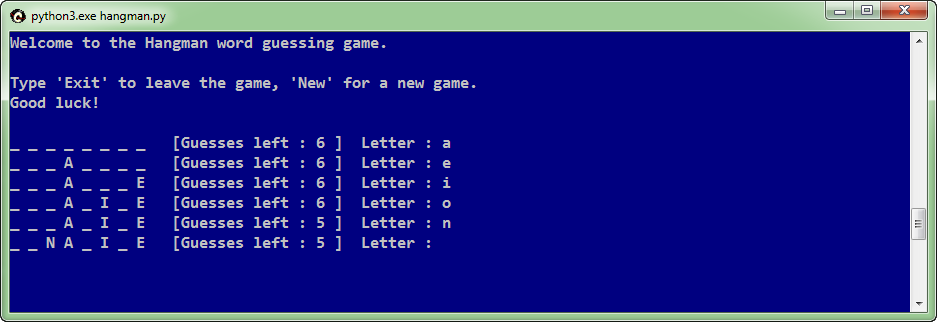 python3.exe hangman.py
Welcome to the Hangman word guessing game.
Type 'Exit' to leave the game, 'New' for a new game.
Good luck!
_ _ _ _ _ _ _ _   [Guesses left : 6 ]  Letter : a
_ _ _ A _ _ _ _   [Guesses left : 6 ]  Letter : e
_ _ _ A _ _ _ E   [Guesses left : 6 ]  Letter : i
_ _ _ A _ I _ E   [Guesses left : 6 ]  Letter : o
_ _ _ A _ I _ E   [Guesses left : 5 ]  Letter : n
_ _ N A _ I _ E   [Guesses left : 5 ]  Letter :